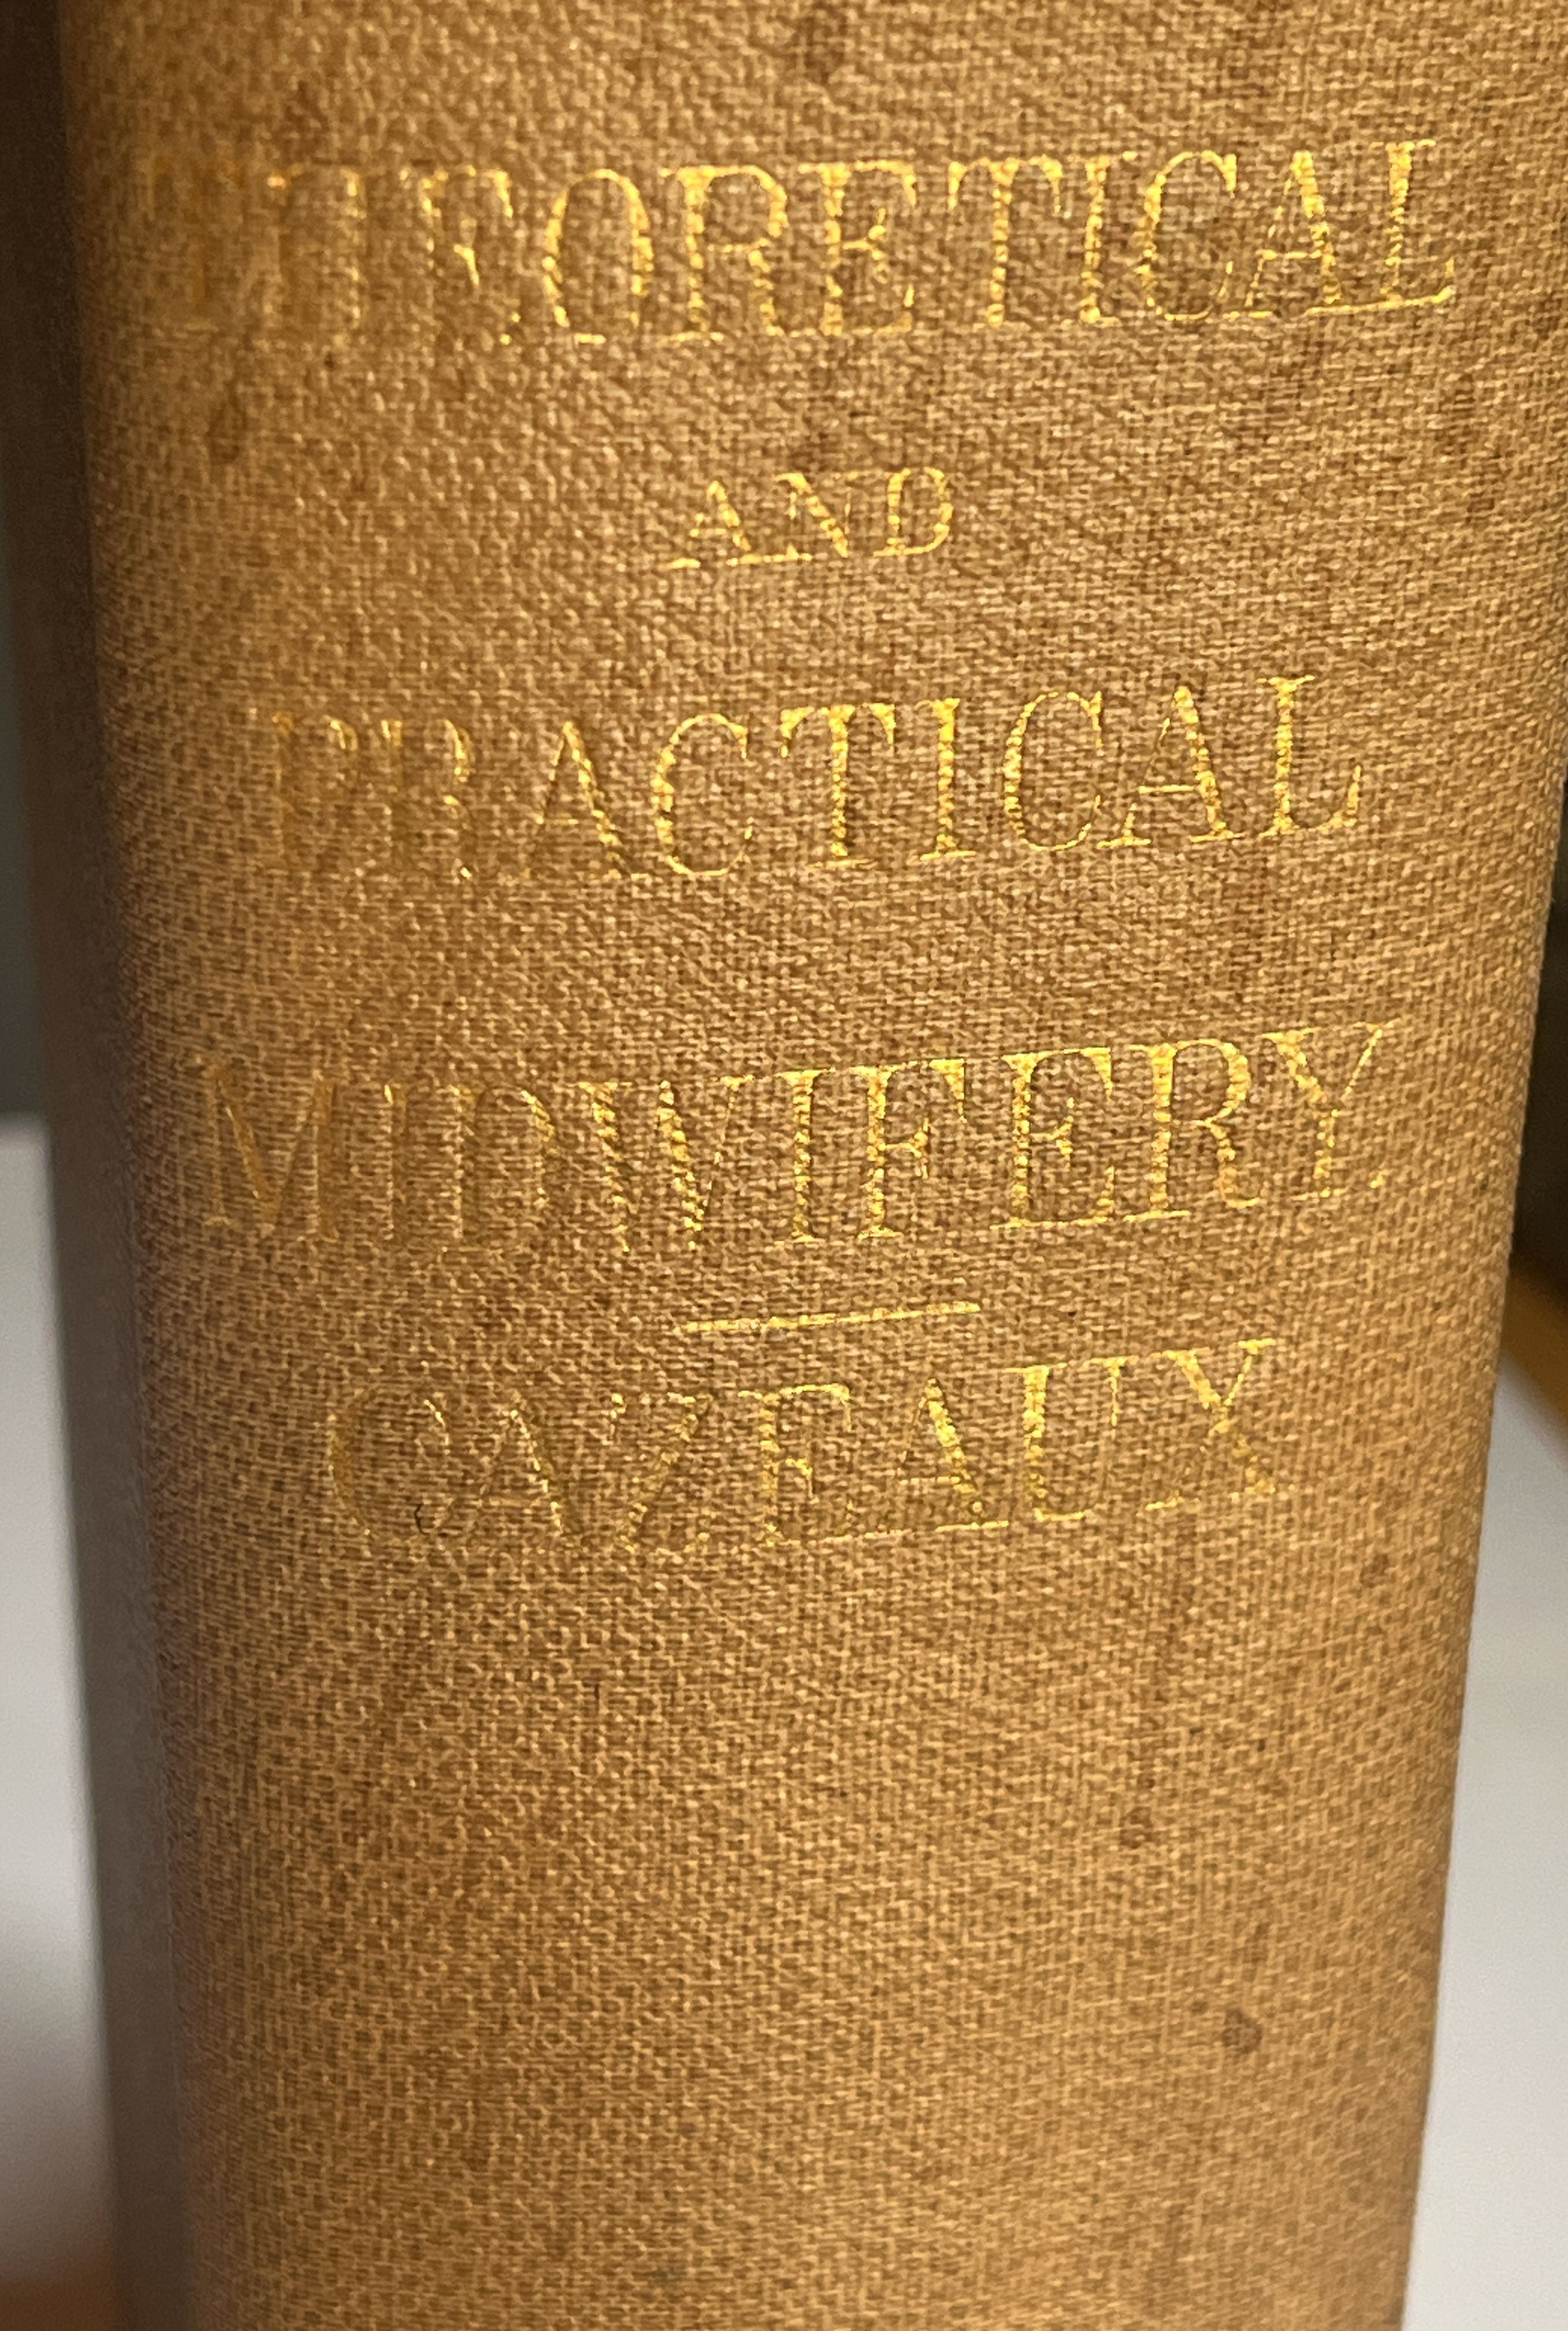 THEORETICAL
AND
PRACTICAL
MIDWIFERY
CAZEAUX